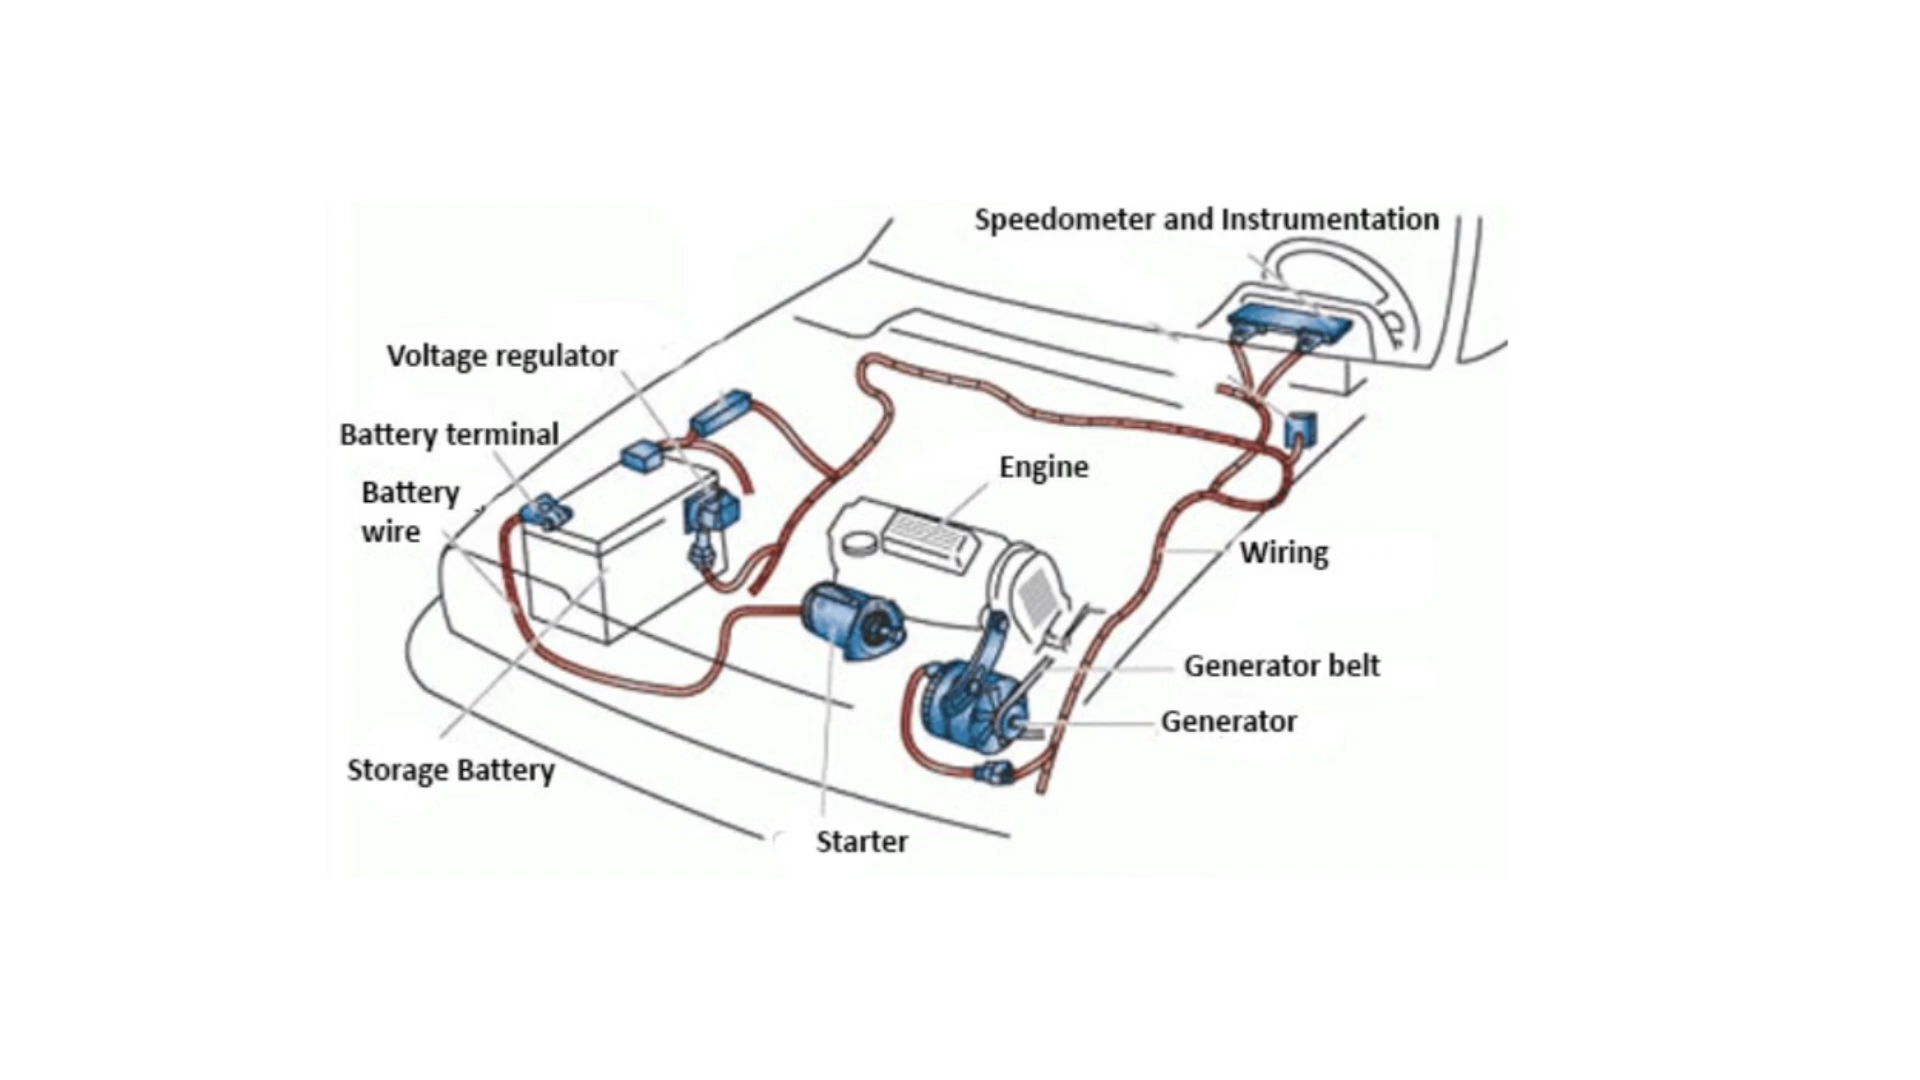 Speedometer and Instrumentation
Voltage regulator
Battery terminal
Engine
Battery
wire
Wiring
Generator belt
Generator
Storage Battery
Starter